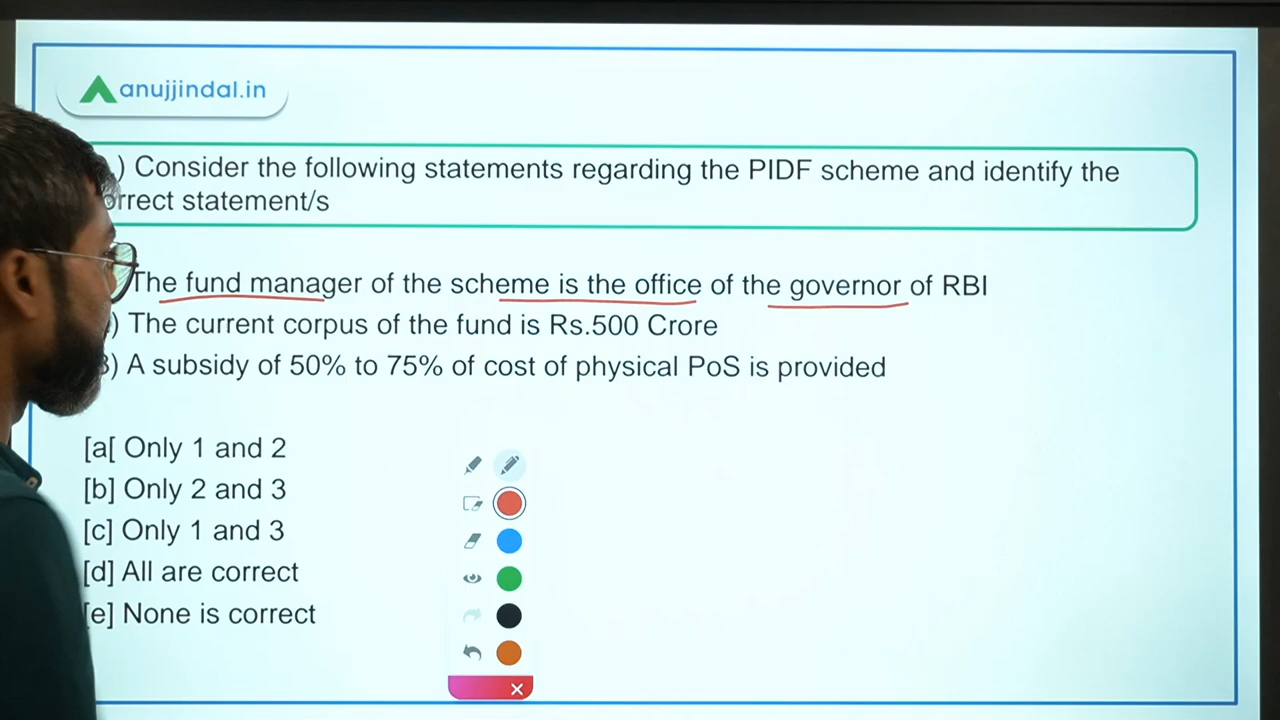 anujjindal.in
) Consider the following statements regarding the PIDF scheme and identify the
orrect statement/s
The fund manager of the scheme is the office of the governor of RBI
) The current corpus of the fund is Rs.500 Crore
3) A subsidy of 50% to 75% of cost of physical PoS is provided
[a[ Only 1 and 2
[b] Only 2 and 3
[c] Only 1 and 3
[d] All are correct
[e] None is correct